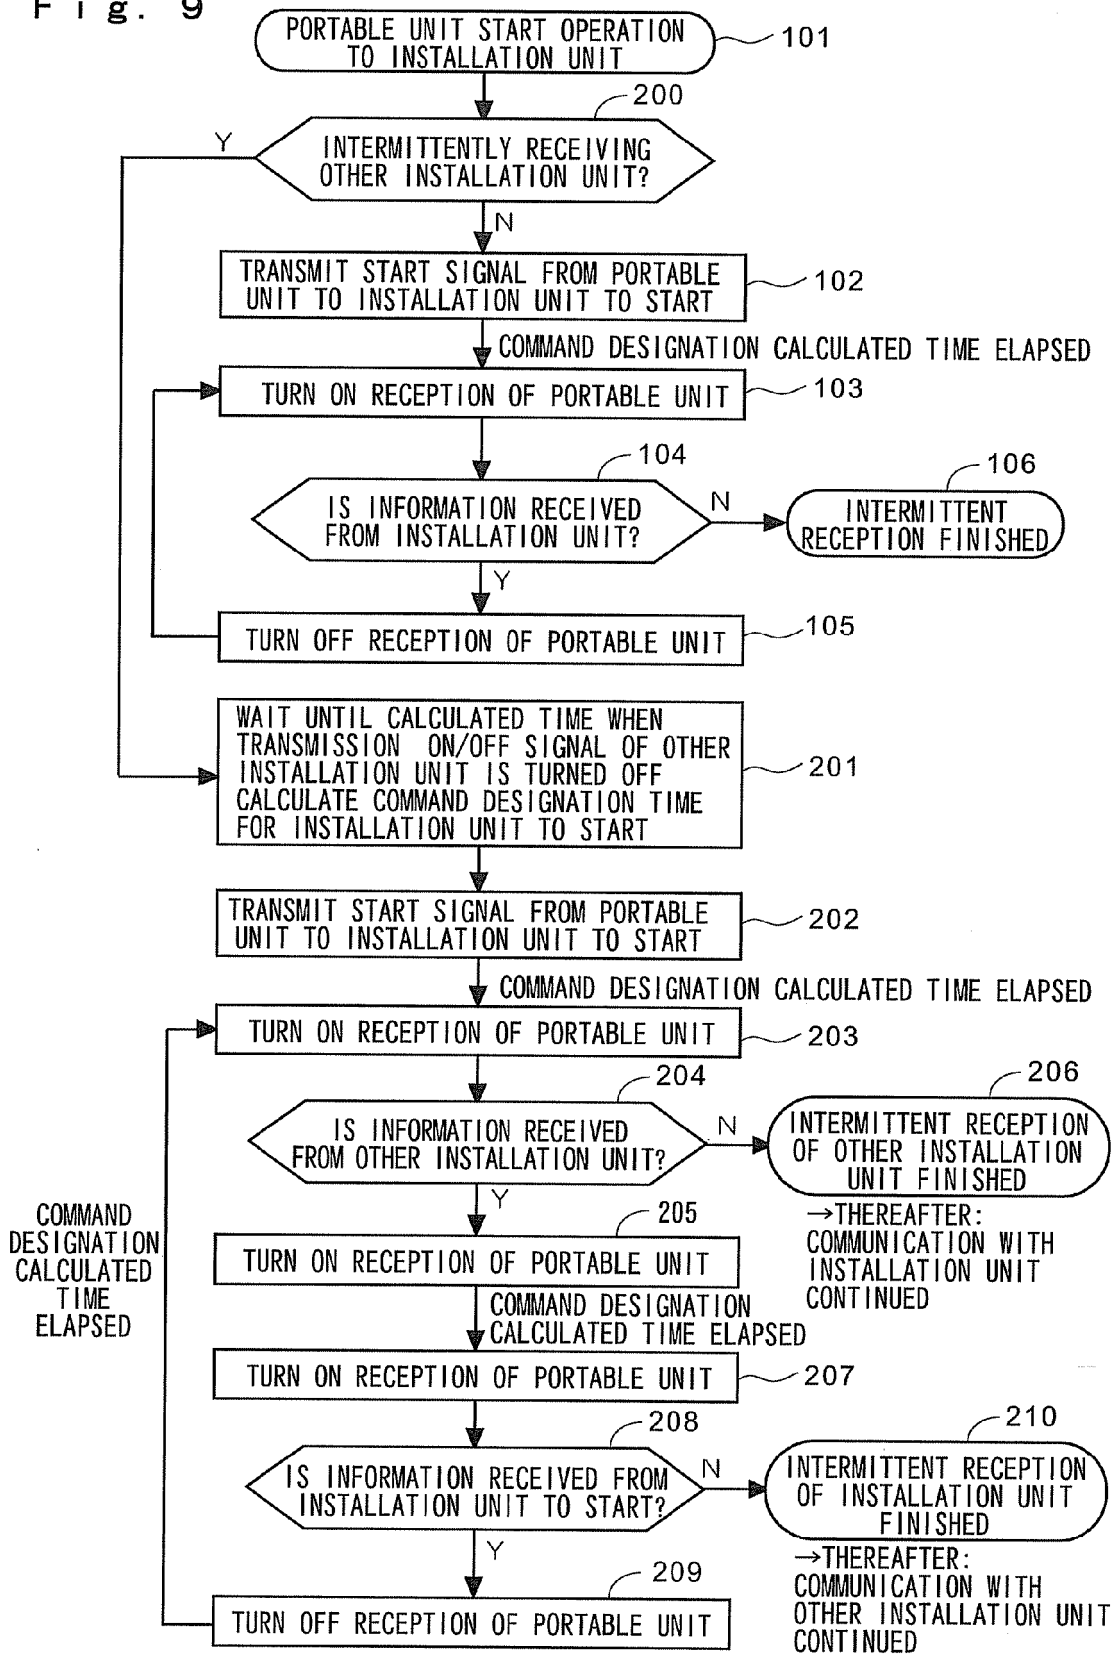 Fig. 9
PORTABLE UNIT START OPERATION
TO INSTALLATION UNIT
101
200
Y
INTERMITTENTLY RECEIVING
OTHER INSTALLATION UNIT?
N
TRANSMIT START SIGNAL FROM PORTABLE
UNIT TO INSTALLATION UNIT TO START
102
COMMAND DESIGNATION CALCULATED TIME ELAPSED
TURN ON RECEPTION OF PORTABLE UNIT
103
104
IS INFORMATION RECEIVED
FROM INSTALLATION UNIT?
N
106
INTERMITTENT
RECEPTION FINISHED
Y
TURN OFF RECEPTION OF PORTABLE UNIT
105
WAIT UNTIL CALCULATED TIME WHEN
TRANSMISSION ON/OFF SIGNAL OF OTHER
INSTALLATION UNIT IS TURNED OFF
CALCULATE COMMAND DESIGNATION TIME
FOR INSTALLATION UNIT TO START
201
TRANSMIT START SIGNAL FROM PORTABLE
UNIT TO INSTALLATION UNIT TO START
202
COMMAND DESIGNATION CALCULATED TIME ELAPSED
TURN ON RECEPTION OF PORTABLE UNIT
203
204
IS INFORMATION RECEIVED
FROM OTHER INSTALLATION UNIT?
N
206
INTERMITTENT RECEPTION
OF OTHER INSTALLATION
UNIT FINISHED
→THEREAFTER:
COMMUNICATION WITH
INSTALLATION UNIT
CONTINUED
Y
205
TURN ON RECEPTION OF PORTABLE UNIT
COMMAND
DESIGNATION
CALCULATED
TIME
ELAPSED
COMMAND DESIGNATION
CALCULATED TIME ELAPSED
TURN ON RECEPTION OF PORTABLE UNIT
207
208
IS INFORMATION RECEIVED FROM
INSTALLATION UNIT TO START?
N
210
INTERMITTENT RECEPTION
OF INSTALLATION UNIT
FINISHED
→THEREAFTER:
COMMUNICATION WITH
OTHER INSTALLATION UNIT
CONTINUED
Y
209
TURN OFF RECEPTION OF PORTABLE UNIT